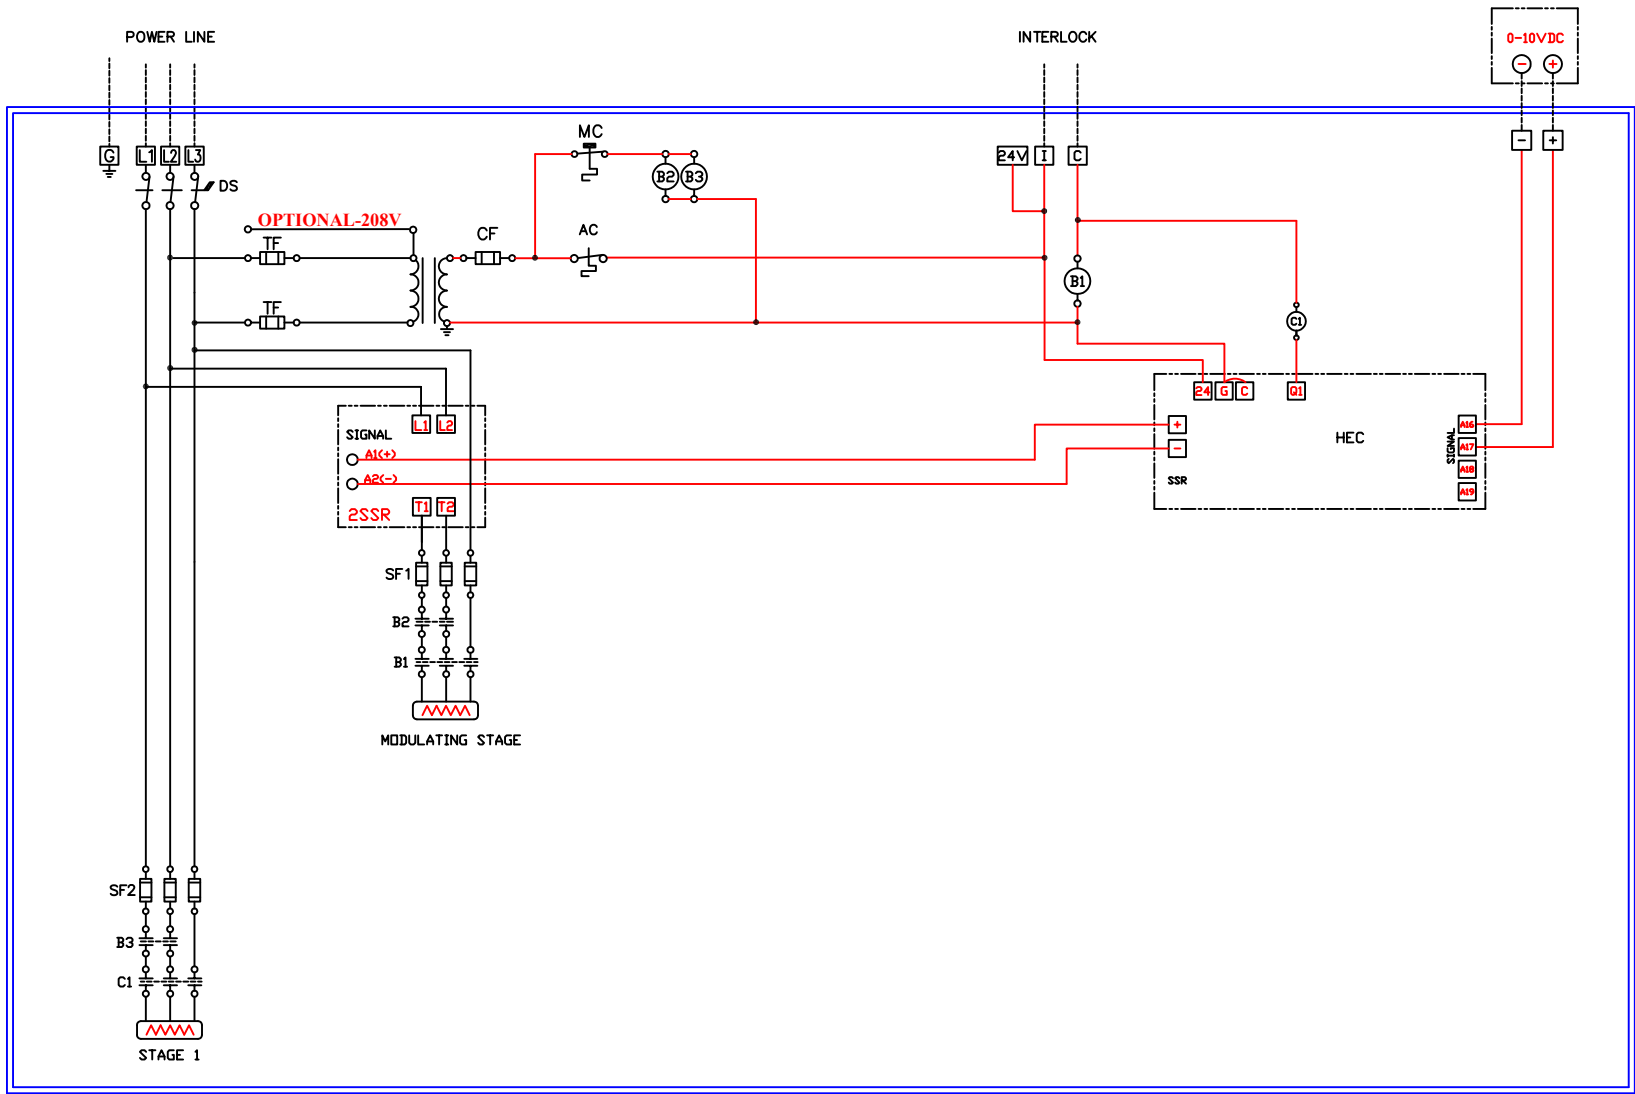 POWER LINE
INTERLOCK
0-10VDC
- +
G L1 L2 L3
DS
MC
B2 B3
24V I C
- +
OPTIONAL-208V
TF
CF
AC
B1
TF
C1
24 G C Q1
L1 L2
SIGNAL
A1(+)
A2(-)
2SSR
T1 T2
+
-
SSR
HEC
SIGNAL
A16
A17
A18
A19
SF1
B2
B1
MODULATING STAGE
SF2
B3
C1
STAGE 1